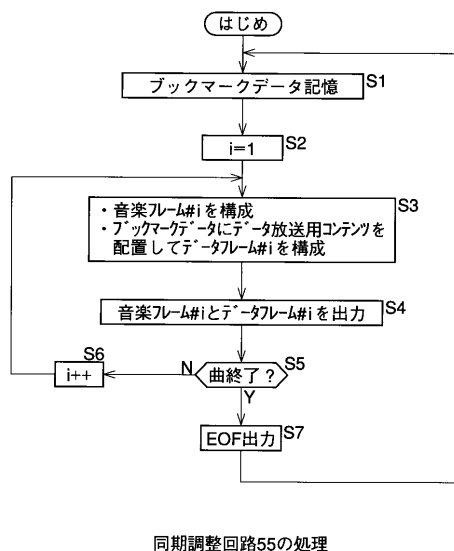 はじめ
ブックマークデータ記憶 S1
i=1 S2
S3
・音楽ﾌﾚｰﾑ#iを構成
・ﾌﾞｯｸﾏｰｸﾃﾞｰﾀにﾃﾞｰﾀ放送用ｺﾝﾃﾝﾂを
配置してﾃﾞｰﾀﾌﾚｰﾑ#iを構成
音楽ﾌﾚｰﾑ#iとﾃﾞｰﾀﾌﾚｰﾑ#iを出力 S4
S6
i++
N 曲終了? S5
Y
EOF出力 S7
同期調整回路55の処理